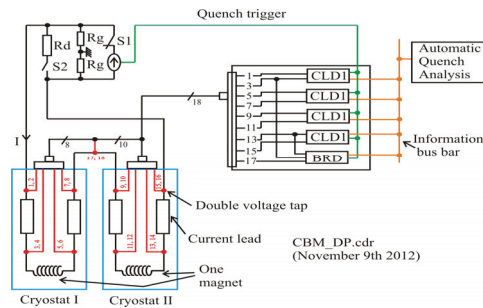 Quench trigger
Rd
Rg
S1
S2
Rg
I
8
10
18
17, 18
1
3
5
7
9
11
13
15
17
CLD1
CLD1
CLD1
CLD1
BRD
Automatic
Quench
Analysis
Information
bus bar
1, 2
7, 8
9, 10
15, 16
3, 4
5, 6
11, 12
13, 14
Double voltage tap
Current lead
One
magnet
Cryostat I
Cryostat II
CBM_DP.cdr
(November 9th 2012)